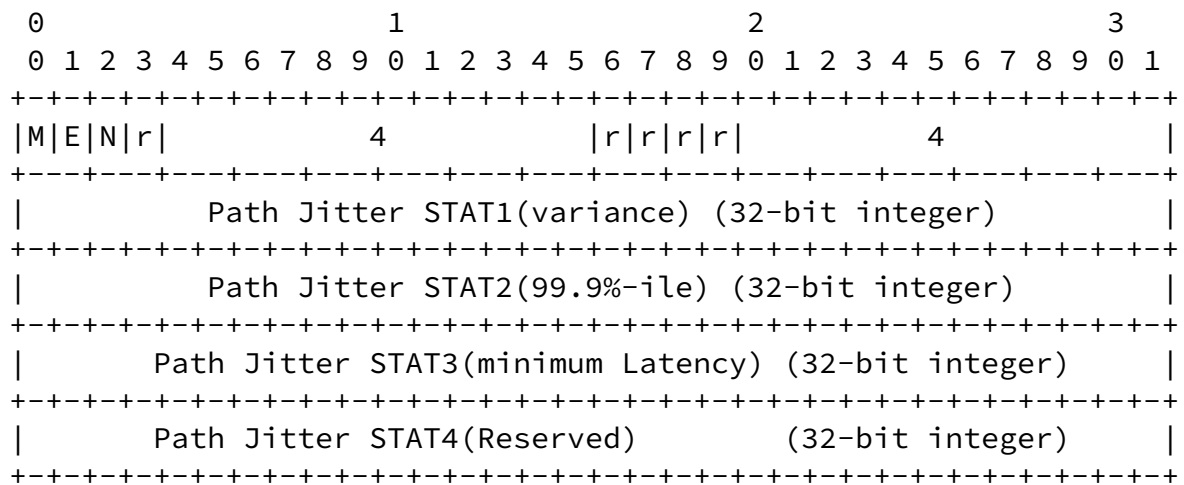 0                   1                   2                   3
 0 1 2 3 4 5 6 7 8 9 0 1 2 3 4 5 6 7 8 9 0 1 2 3 4 5 6 7 8 9 0 1
+-+-+-+-+-+-+-+-+-+-+-+-+-+-+-+-+-+-+-+-+-+-+-+-+-+-+-+-+-+-+-+-+
|M|E|N|r|           4           |r|r|r|r|          4            |
+---+---+---+---+---+---+---+---+---+---+---+---+---+---+---+---+
|          Path Jitter STAT1(variance) (32-bit integer)         |
+-+-+-+-+-+-+-+-+-+-+-+-+-+-+-+-+-+-+-+-+-+-+-+-+-+-+-+-+-+-+-+-+
|          Path Jitter STAT2(99.9%-ile) (32-bit integer)        |
+-+-+-+-+-+-+-+-+-+-+-+-+-+-+-+-+-+-+-+-+-+-+-+-+-+-+-+-+-+-+-+-+
|       Path Jitter STAT3(minimum Latency) (32-bit integer)     |
+-+-+-+-+-+-+-+-+-+-+-+-+-+-+-+-+-+-+-+-+-+-+-+-+-+-+-+-+-+-+-+-+
|       Path Jitter STAT4(Reserved)        (32-bit integer)     |
+-+-+-+-+-+-+-+-+-+-+-+-+-+-+-+-+-+-+-+-+-+-+-+-+-+-+-+-+-+-+-+-+